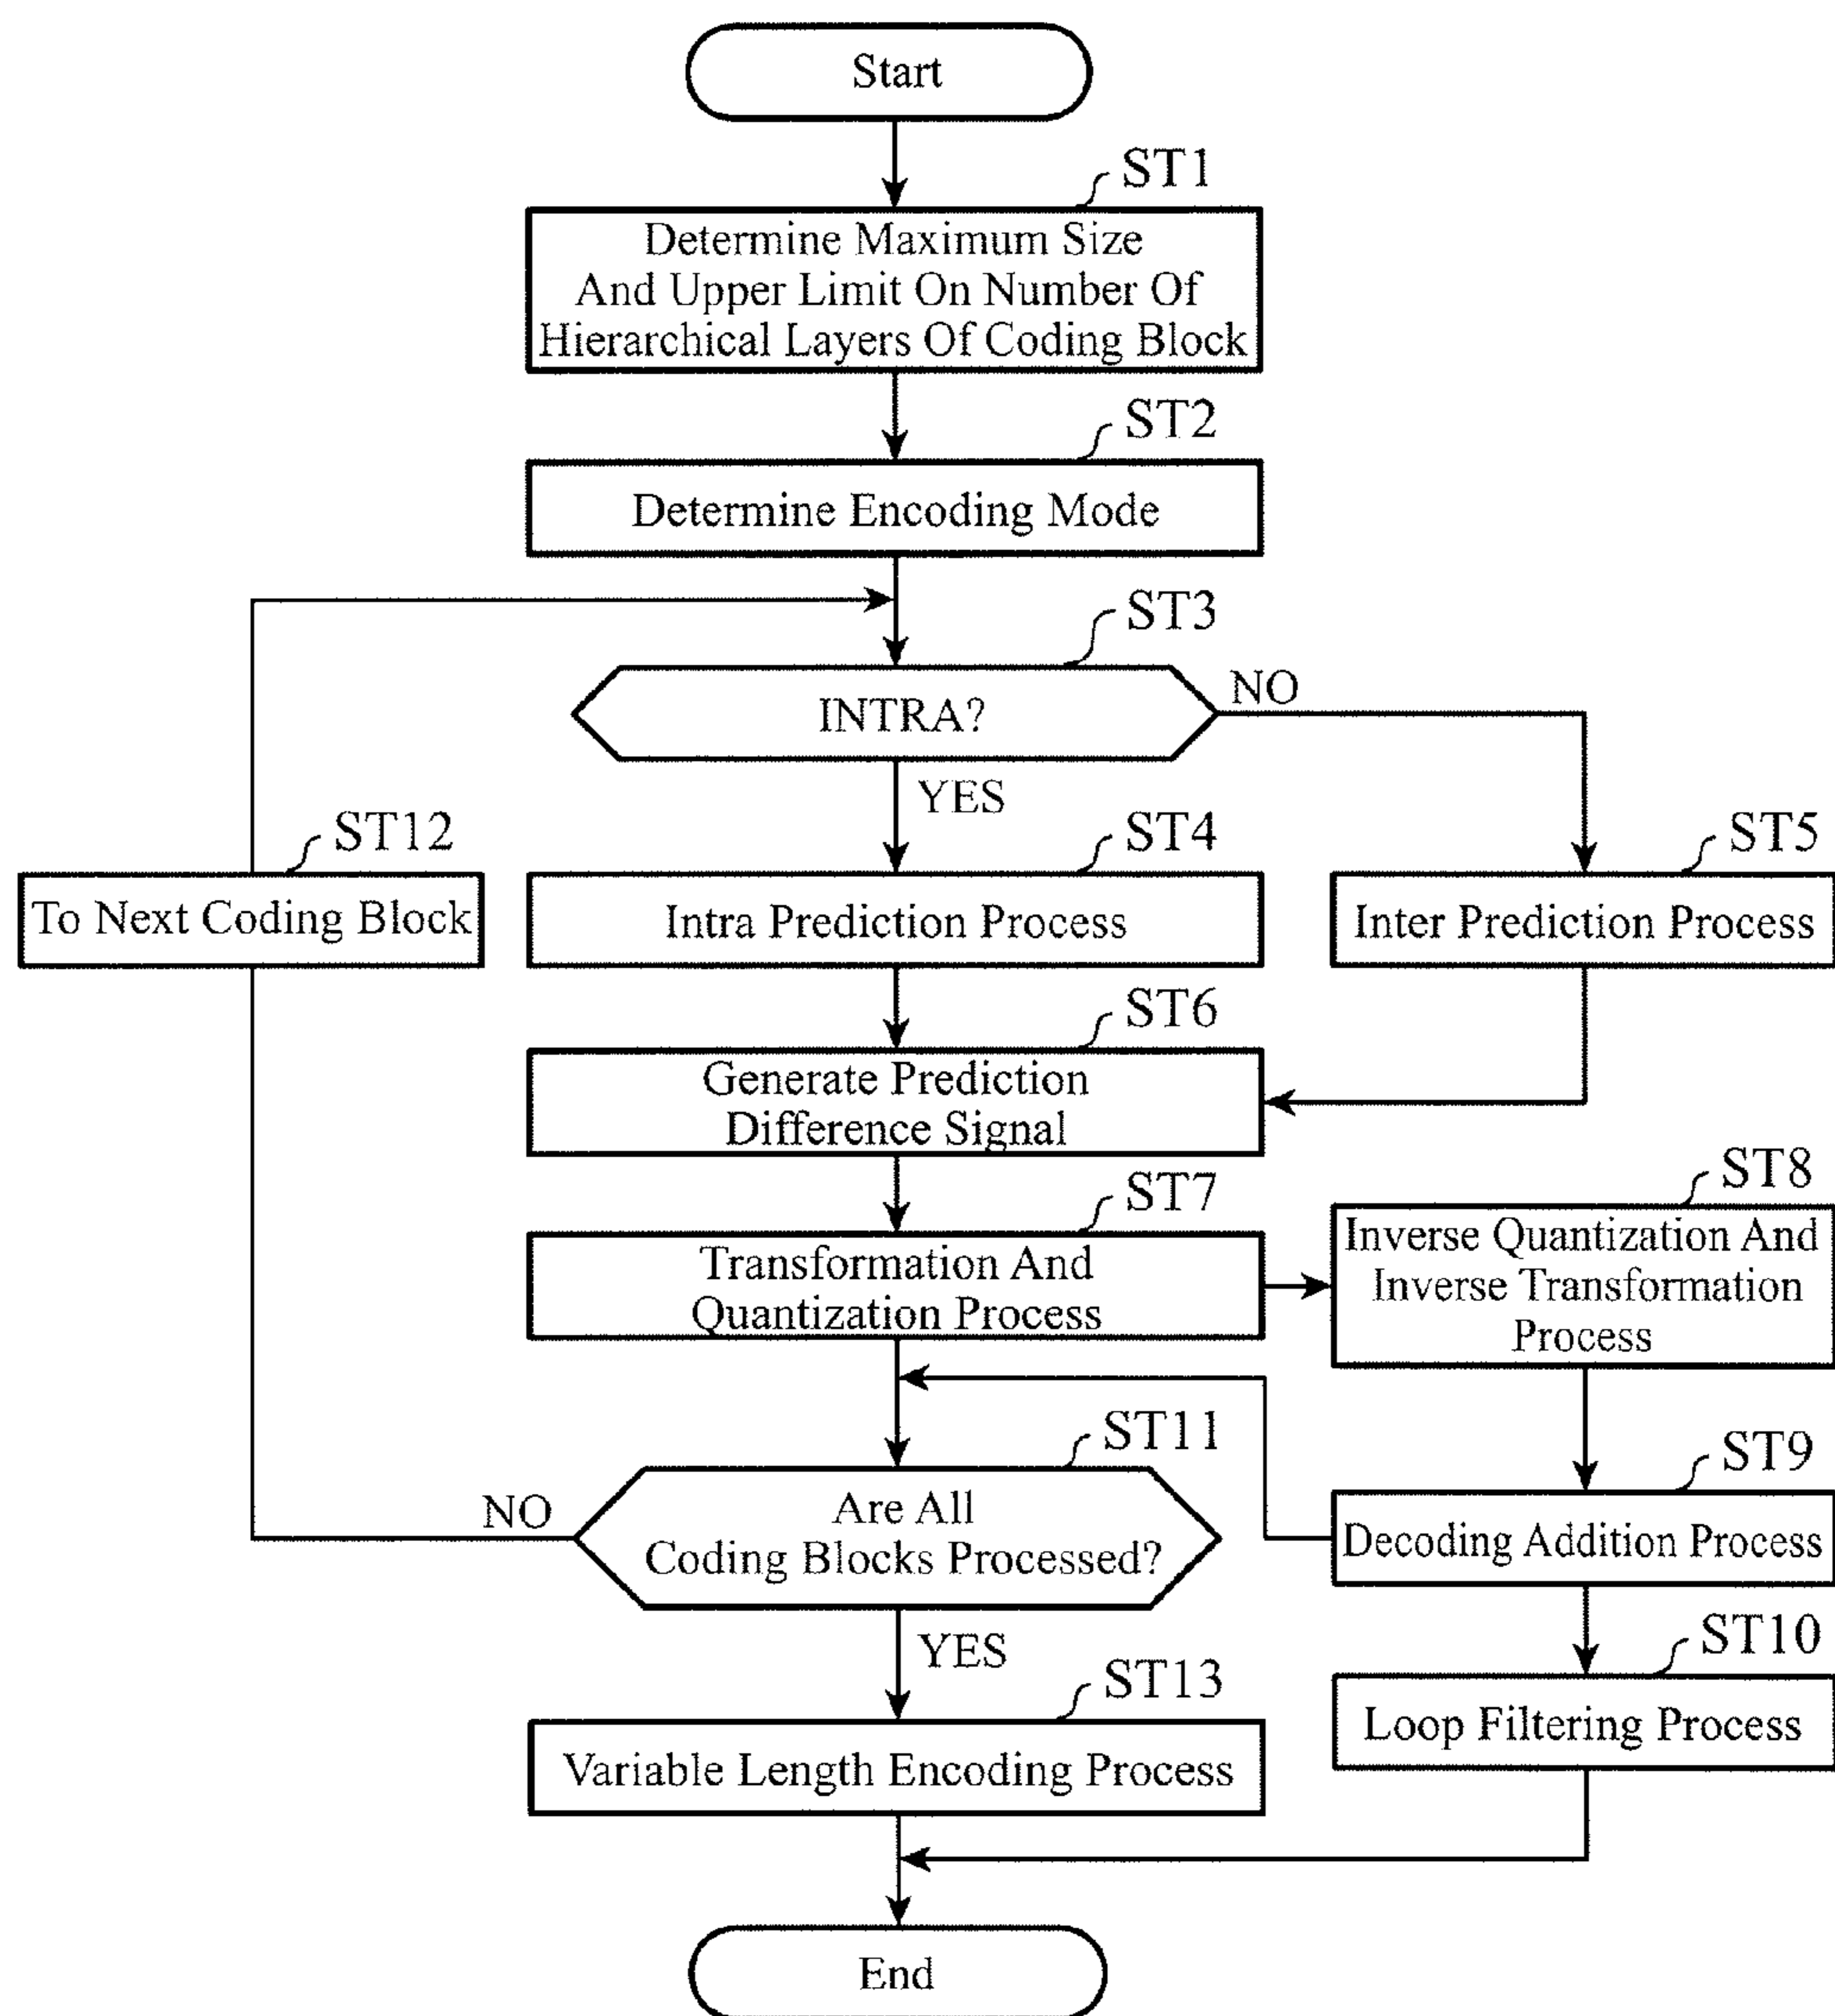 Start
ST1
Determine Maximum Size
And Upper Limit On Number Of
Hierarchical Layers Of Coding Block
ST2
Determine Encoding Mode
ST3
INTRA?
NO
YES
ST12
To Next Coding Block
ST4
Intra Prediction Process
ST5
Inter Prediction Process
ST6
Generate Prediction
Difference Signal
ST7
Transformation And
Quantization Process
ST8
Inverse Quantization And
Inverse Transformation
Process
ST11
Are All
Coding Blocks Processed?
NO
YES
ST9
Decoding Addition Process
ST10
Loop Filtering Process
ST13
Variable Length Encoding Process
End